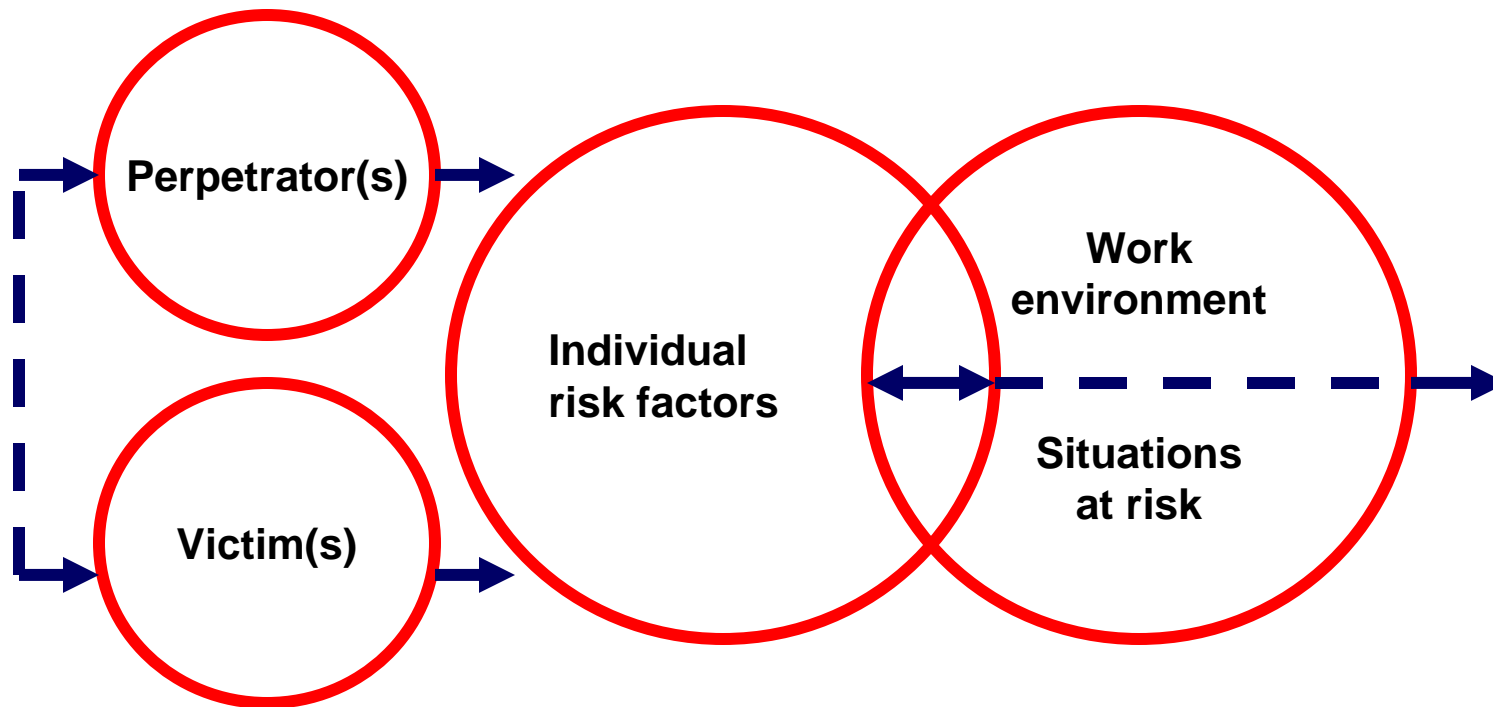 Perpetrator(s)
Victim(s)
Individual
risk factors
Work
environment
Situations
at risk